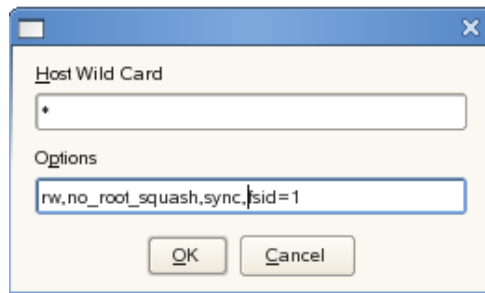 Host Wild Card
*
Options
rw,no_root_squash,sync,fsid=1
OK Cancel